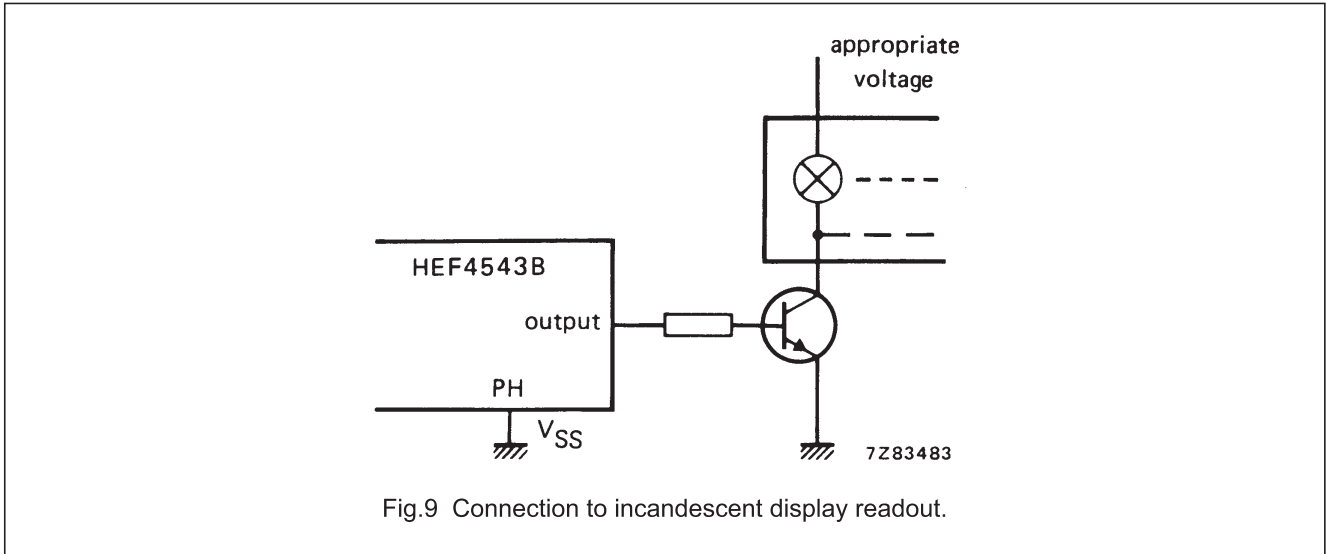 appropriate
voltage
HEF4543B
output
PH
VSS
7Z83483
Fig.9 Connection to incandescent display readout.